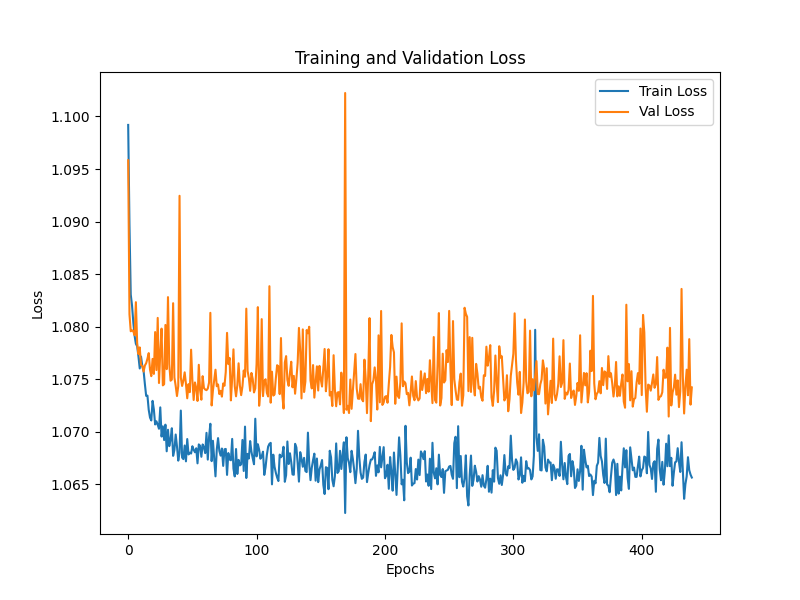 Training and Validation Loss
Train Loss
Val Loss
1.100
1.095
1.090
1.085
1.080
1.075
1.070
1.065
Loss
0
100
200
300
400
Epochs